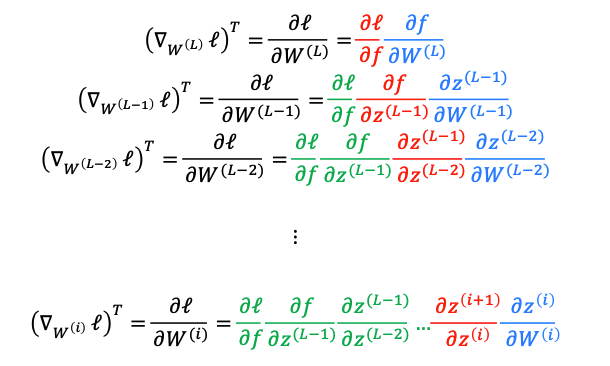 (∇_{W^{(L)}} ℓ)^T = ∂ℓ/∂W^{(L)} = ∂ℓ/∂f ∂f/∂W^{(L)}
(∇_{W^{(L−1)}} ℓ)^T = ∂ℓ/∂W^{(L−1)} = ∂ℓ/∂f ∂f/∂z^{(L−1)} ∂z^{(L−1)}/∂W^{(L−1)}
(∇_{W^{(L−2)}} ℓ)^T = ∂ℓ/∂W^{(L−2)} = ∂ℓ/∂f ∂f/∂z^{(L−1)} ∂z^{(L−1)}/∂z^{(L−2)} ∂z^{(L−2)}/∂W^{(L−2)}
⋮
(∇_{W^{(i)}} ℓ)^T = ∂ℓ/∂W^{(i)} = ∂ℓ/∂f ∂f/∂z^{(L−1)} ∂z^{(L−1)}/∂z^{(L−2)} … ∂z^{(i+1)}/∂z^{(i)} ∂z^{(i)}/∂W^{(i)}